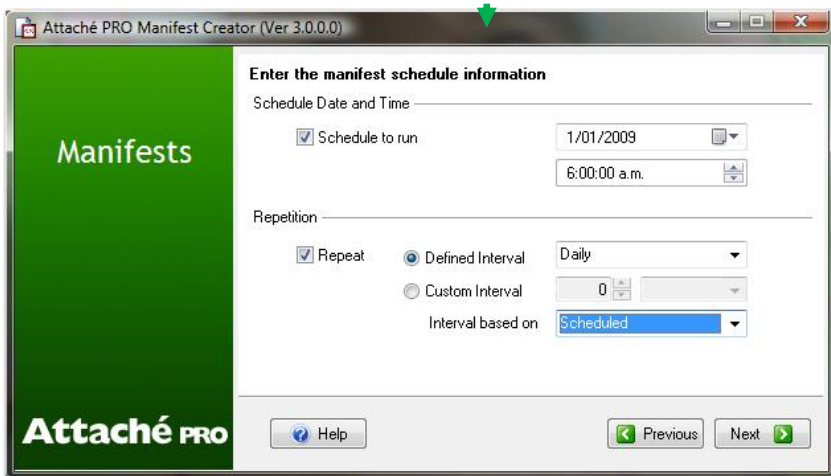 Attaché PRO Manifest Creator (Ver 3.0.0.0)
Manifests
Enter the manifest schedule information
Schedule Date and Time
Schedule to run 1/01/2009
6:00:00 a.m.
Repetition
Repeat Defined Interval Daily
Custom Interval 0
Interval based on Scheduled
Attaché PRO
Help Previous Next